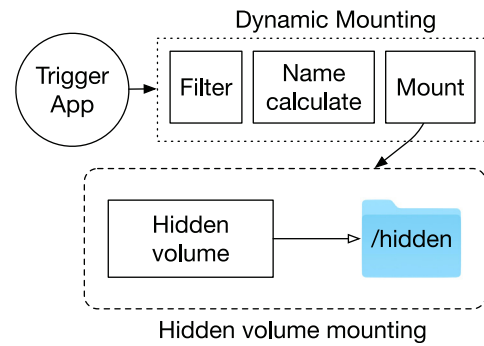 Dynamic Mounting
Trigger
App
Filter
Name
calculate
Mount
Hidden
volume
/hidden
Hidden volume mounting